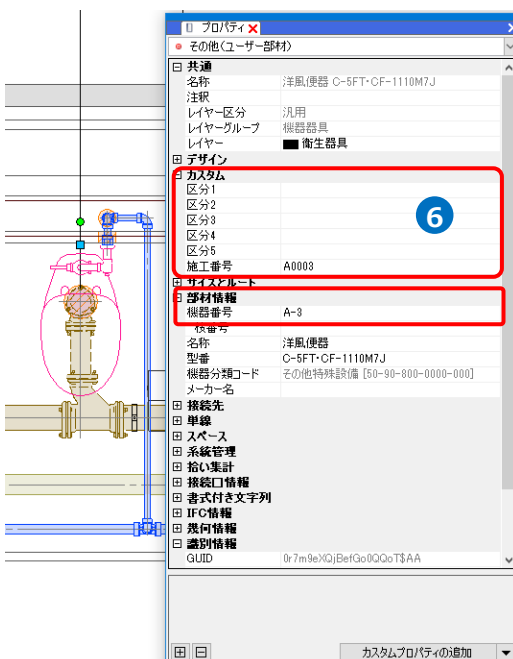 プロパティ
その他(ユーザー部材)
共通
名称 洋風便器 C-5FT・CF-1110M7J
注釈
レイヤー区分 汎用
レイヤーグループ 機器器具
レイヤー 衛生器具
デザイン
カスタム
区分1
区分2
区分3
区分4
区分5
施工番号 A0003
6
サイズとルート
部材情報
機器番号 A-3
枝番号
名称 洋風便器
型番 C-5FT・CF-1110M7J
機器分類コード その他特殊設備 [50-90-800-0000-000]
メーカー名
接続先
単線
スペース
系統管理
拾い集計
接続口情報
書式付き文字列
IFC情報
幾何情報
識別情報
GUID 0r7m9eXQjBefGo0QQoT$AA
カスタムプロパティの追加